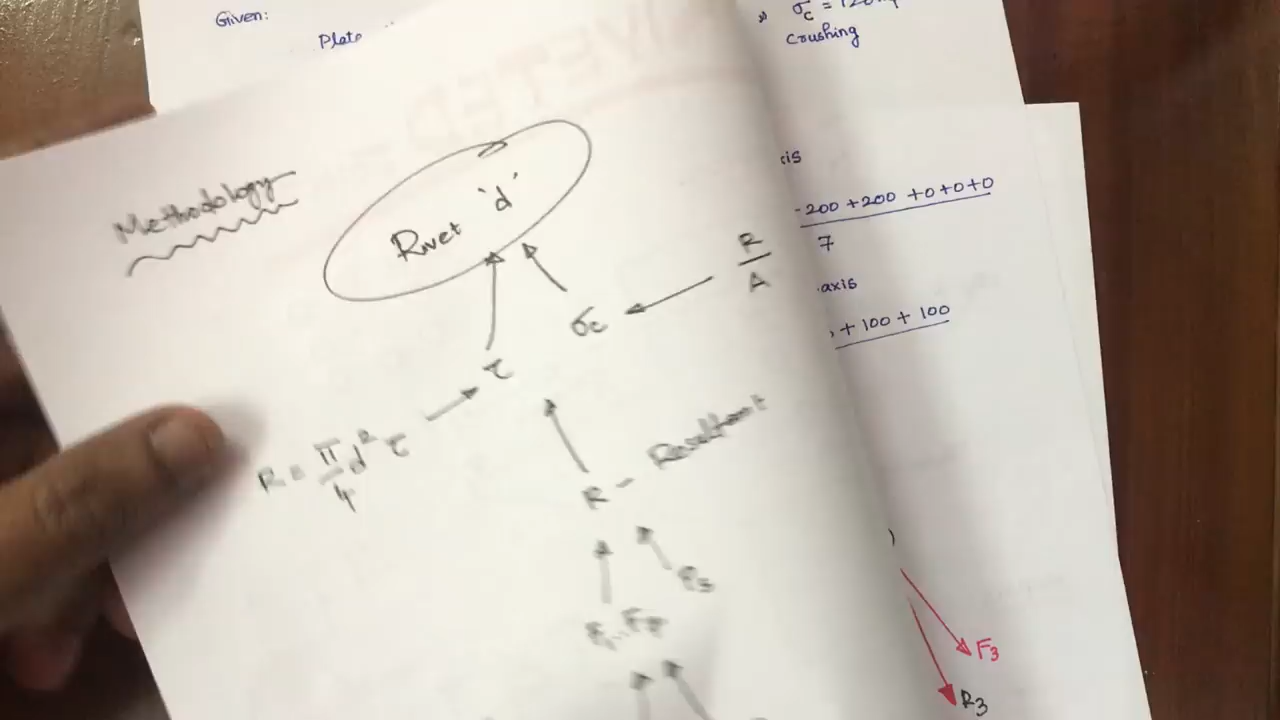 Given:
Plate
σc = 120
Crushing
Methodology
Rivet 'd'
R
A
σc
τ
R = π/4 d² τ
R - Resultant
Ps
-200 +200 +0+0+0
7
axis
+ 100 + 100
)
F3
R3